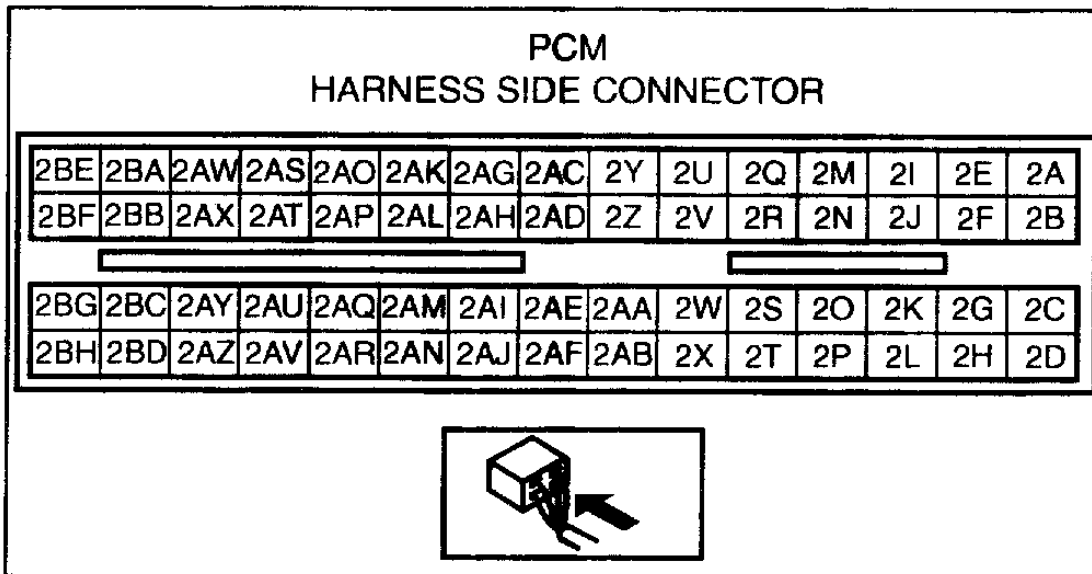 PCM
HARNESS SIDE CONNECTOR
2BE 2BA 2AW 2AS 2AO 2AK 2AG 2AC 2Y 2U 2Q 2M 2I 2E 2A
2BF 2BB 2AX 2AT 2AP 2AL 2AH 2AD 2Z 2V 2R 2N 2J 2F 2B
2BG 2BC 2AY 2AU 2AQ 2AM 2AI 2AE 2AA 2W 2S 2O 2K 2G 2C
2BH 2BD 2AZ 2AV 2AR 2AN 2AJ 2AF 2AB 2X 2T 2P 2L 2H 2D